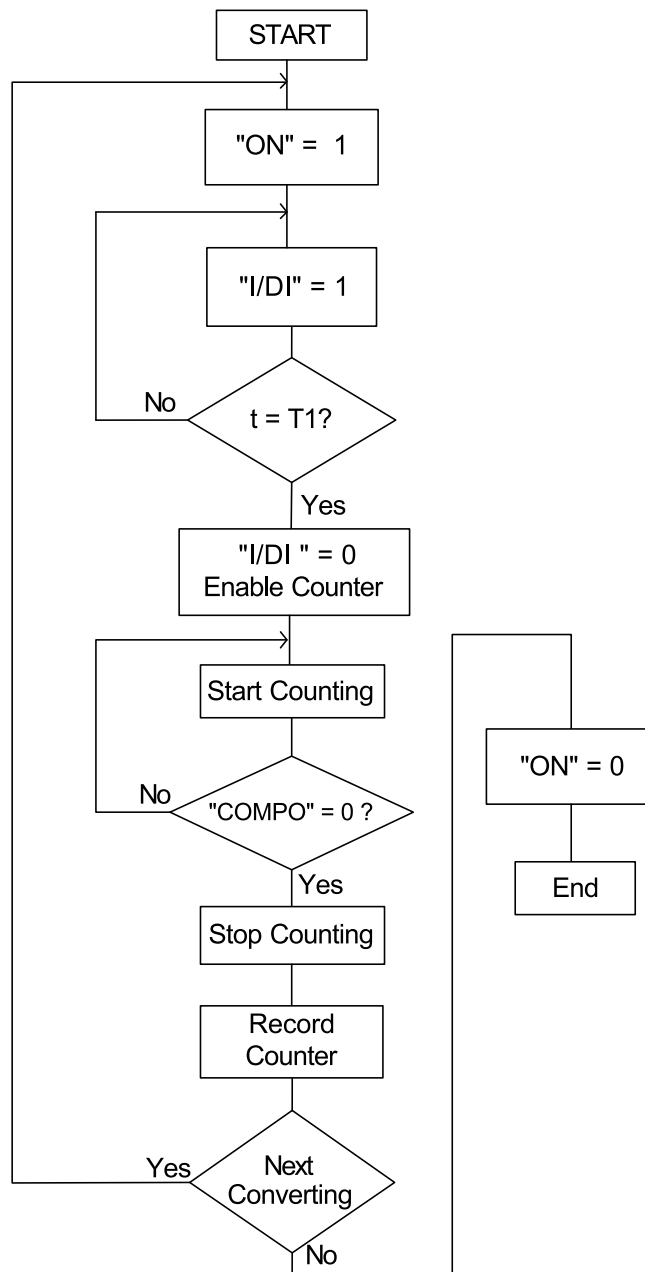 START
"ON" = 1
"I/DI" = 1
No
t = T1?
Yes
"I/DI " = 0
Enable Counter
Start Counting
No
"COMPO" = 0 ?
Yes
Stop Counting
Record
Counter
Yes
Next
Converting
No
"ON" = 0
End